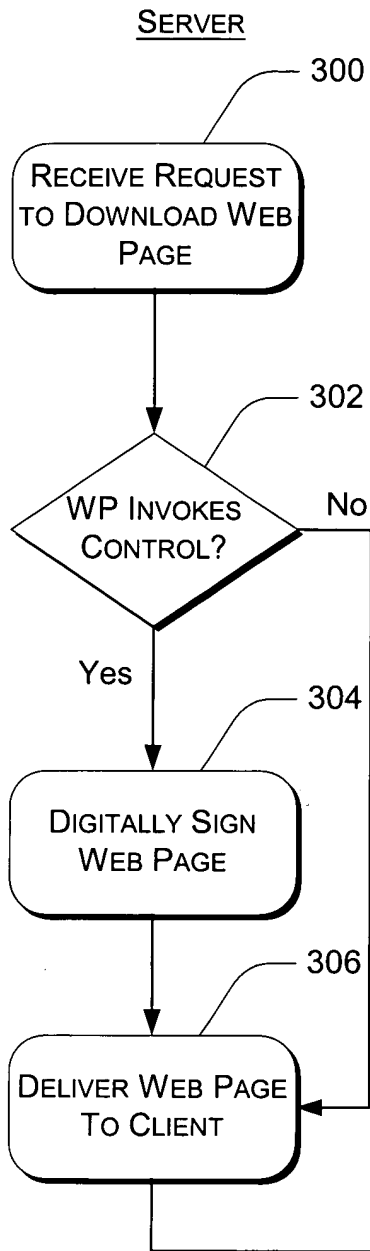 SERVER
300
RECEIVE REQUEST
TO DOWNLOAD WEB
PAGE
302
WP INVOKES
CONTROL?
No
Yes
304
DIGITALLY SIGN
WEB PAGE
306
DELIVER WEB PAGE
TO CLIENT